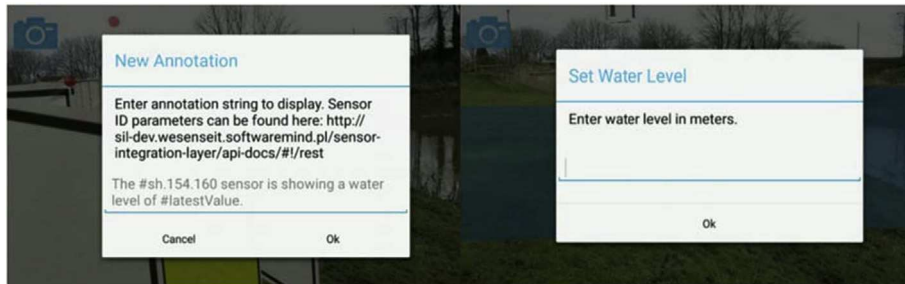 New Annotation
Enter annotation string to display. Sensor
ID parameters can be found here: http://
sil-dev.wesenseit.softwaremind.pl/sensor-
integration-layer/api-docs/#!/rest
The #sh.154.160 sensor is showing a water
level of #latestValue.
Cancel
Ok
Set Water Level
Enter water level in meters.
Ok